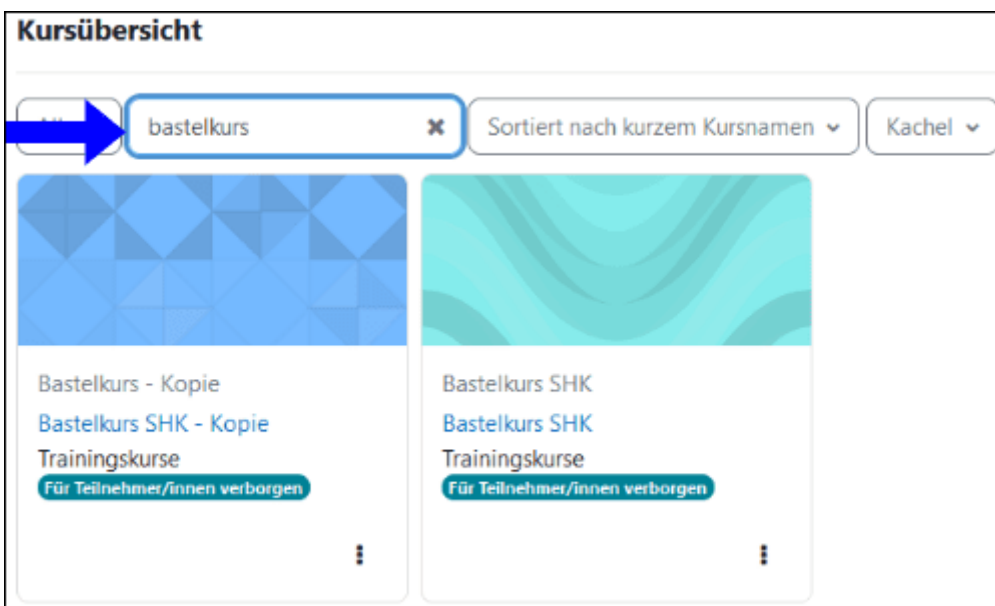 Kursübersicht
bastelkurs ✖ Sortiert nach kurzem Kursnamen Kachel
Bastelkurs - Kopie
Bastelkurs SHK - Kopie
Trainingskurse
Für Teilnehmer/innen verborgen
Bastelkurs SHK
Bastelkurs SHK
Trainingskurse
Für Teilnehmer/innen verborgen